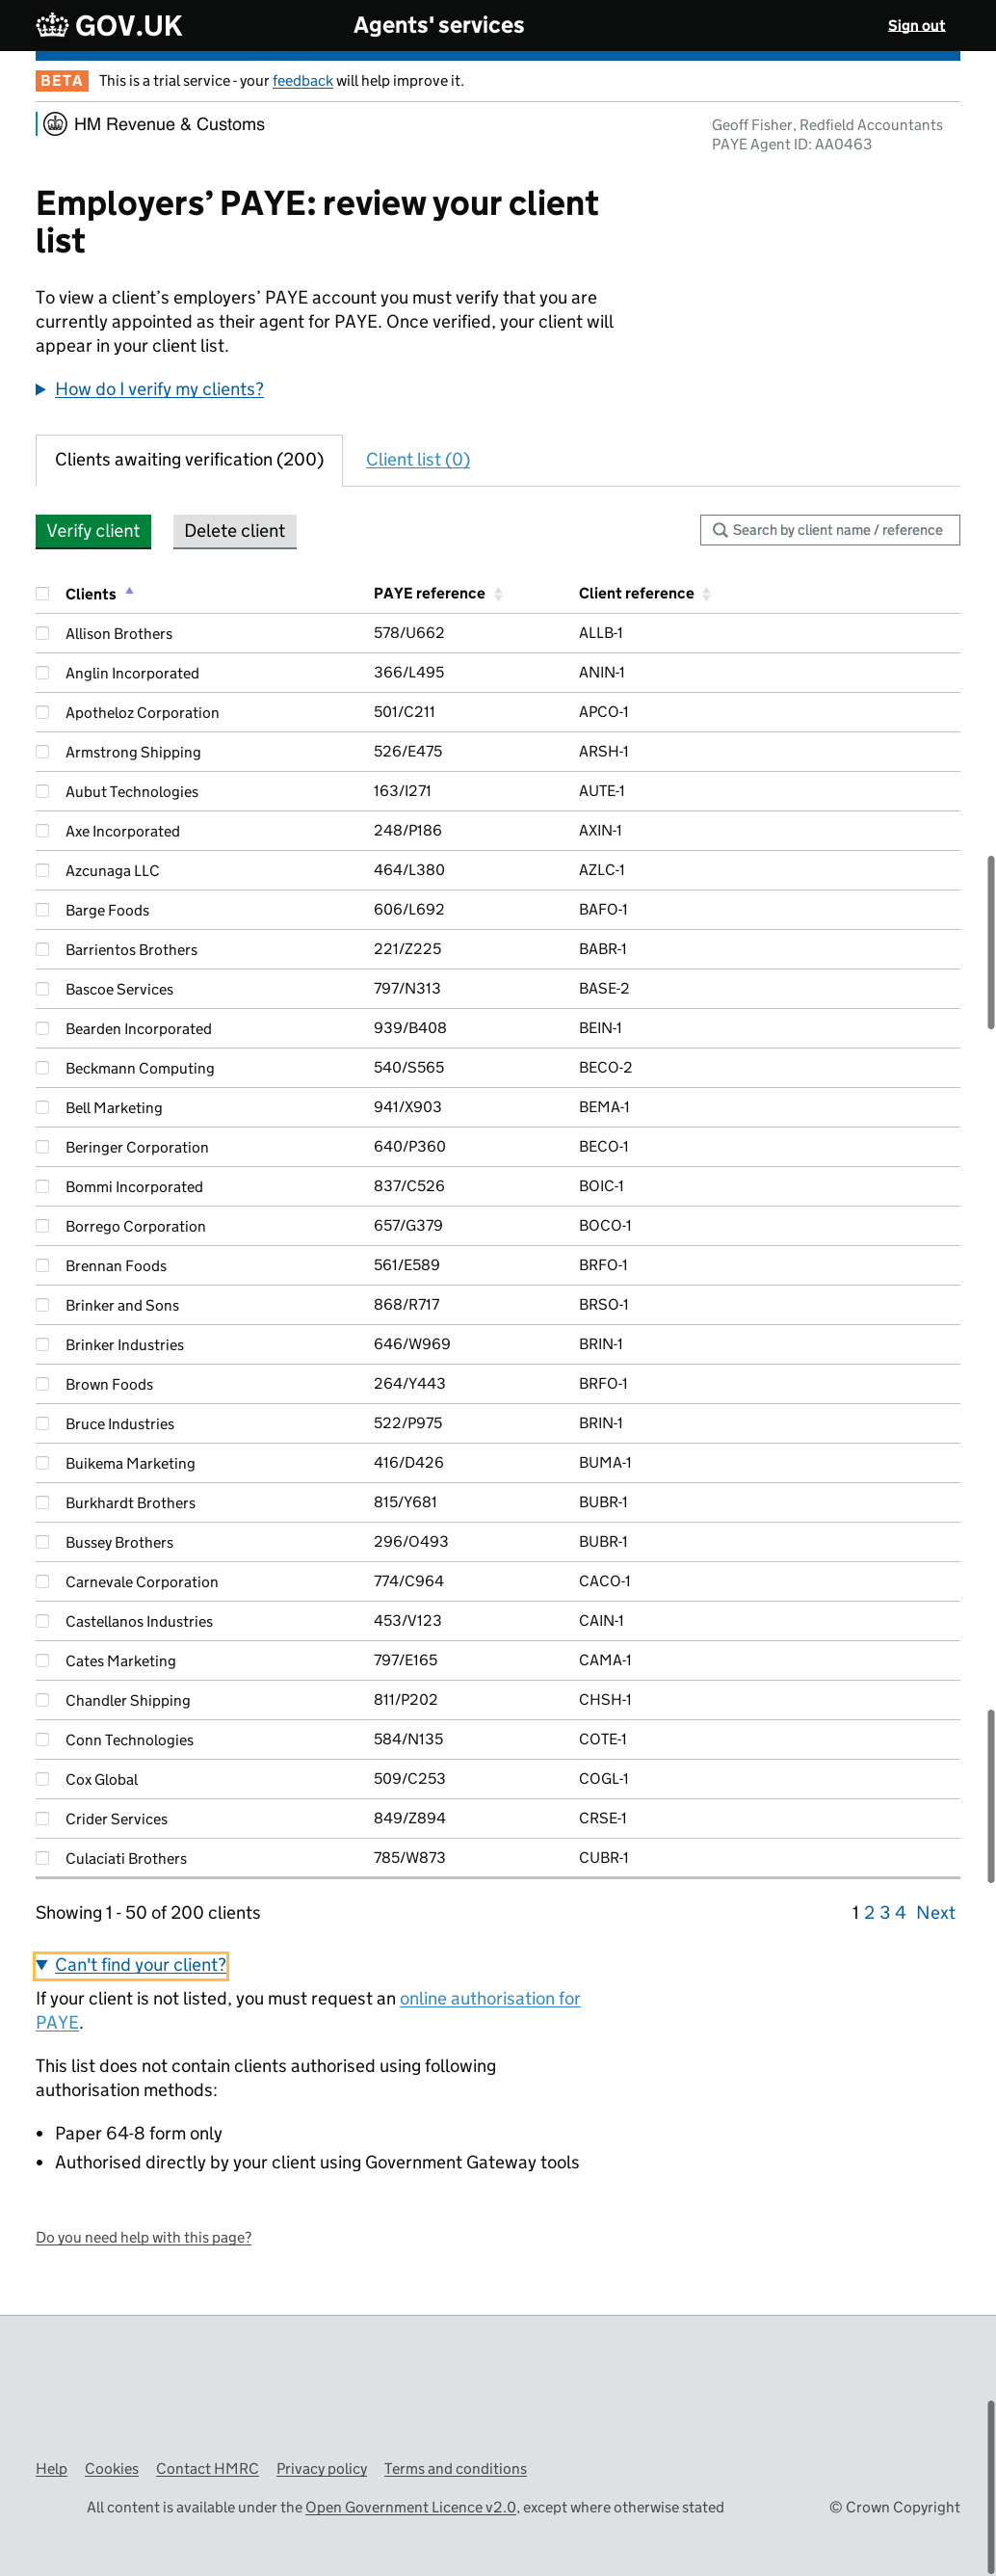 GOV.UK Agents' services Sign out
BETA This is a trial service - your feedback will help improve it.
HM Revenue & Customs
Geoff Fisher, Redfield Accountants
PAYE Agent ID: AA0463
Employers’ PAYE: review your client
list
To view a client’s employers’ PAYE account you must verify that you are
currently appointed as their agent for PAYE. Once verified, your client will
appear in your client list.
How do I verify my clients?
Clients awaiting verification (200) Client list (0)
Verify client Delete client Search by client name / reference
Clients PAYE reference Client reference
Allison Brothers 578/U662 ALLB-1
Anglin Incorporated 366/L495 ANIN-1
Apotheloz Corporation 501/C211 APCO-1
Armstrong Shipping 526/E475 ARSH-1
Aubut Technologies 163/I271 AUTE-1
Axe Incorporated 248/P186 AXIN-1
Azcunaga LLC 464/L380 AZLC-1
Barge Foods 606/L692 BAFO-1
Barrientos Brothers 221/Z225 BABR-1
Bascoe Services 797/N313 BASE-2
Bearden Incorporated 939/B408 BEIN-1
Beckmann Computing 540/S565 BECO-2
Bell Marketing 941/X903 BEMA-1
Beringer Corporation 640/P360 BECO-1
Bommi Incorporated 837/C526 BOIC-1
Borrego Corporation 657/G379 BOCO-1
Brennan Foods 561/E589 BRFO-1
Brinker and Sons 868/R717 BRSO-1
Brinker Industries 646/W969 BRIN-1
Brown Foods 264/Y443 BRFO-1
Bruce Industries 522/P975 BRIN-1
Buikema Marketing 416/D426 BUMA-1
Burkhardt Brothers 815/Y681 BUBR-1
Bussey Brothers 296/O493 BUBR-1
Carnevale Corporation 774/C964 CACO-1
Castellanos Industries 453/V123 CAIN-1
Cates Marketing 797/E165 CAMA-1
Chandler Shipping 811/P202 CHSH-1
Conn Technologies 584/N135 COTE-1
Cox Global 509/C253 COGL-1
Crider Services 849/Z894 CRSE-1
Culaciati Brothers 785/W873 CUBR-1
Showing 1 - 50 of 200 clients 1 2 3 4 Next
Can't find your client?
If your client is not listed, you must request an online authorisation for
PAYE.
This list does not contain clients authorised using following
authorisation methods:
• Paper 64-8 form only
• Authorised directly by your client using Government Gateway tools
Do you need help with this page?
Help Cookies Contact HMRC Privacy policy Terms and conditions
All content is available under the Open Government Licence v2.0, except where otherwise stated © Crown Copyright